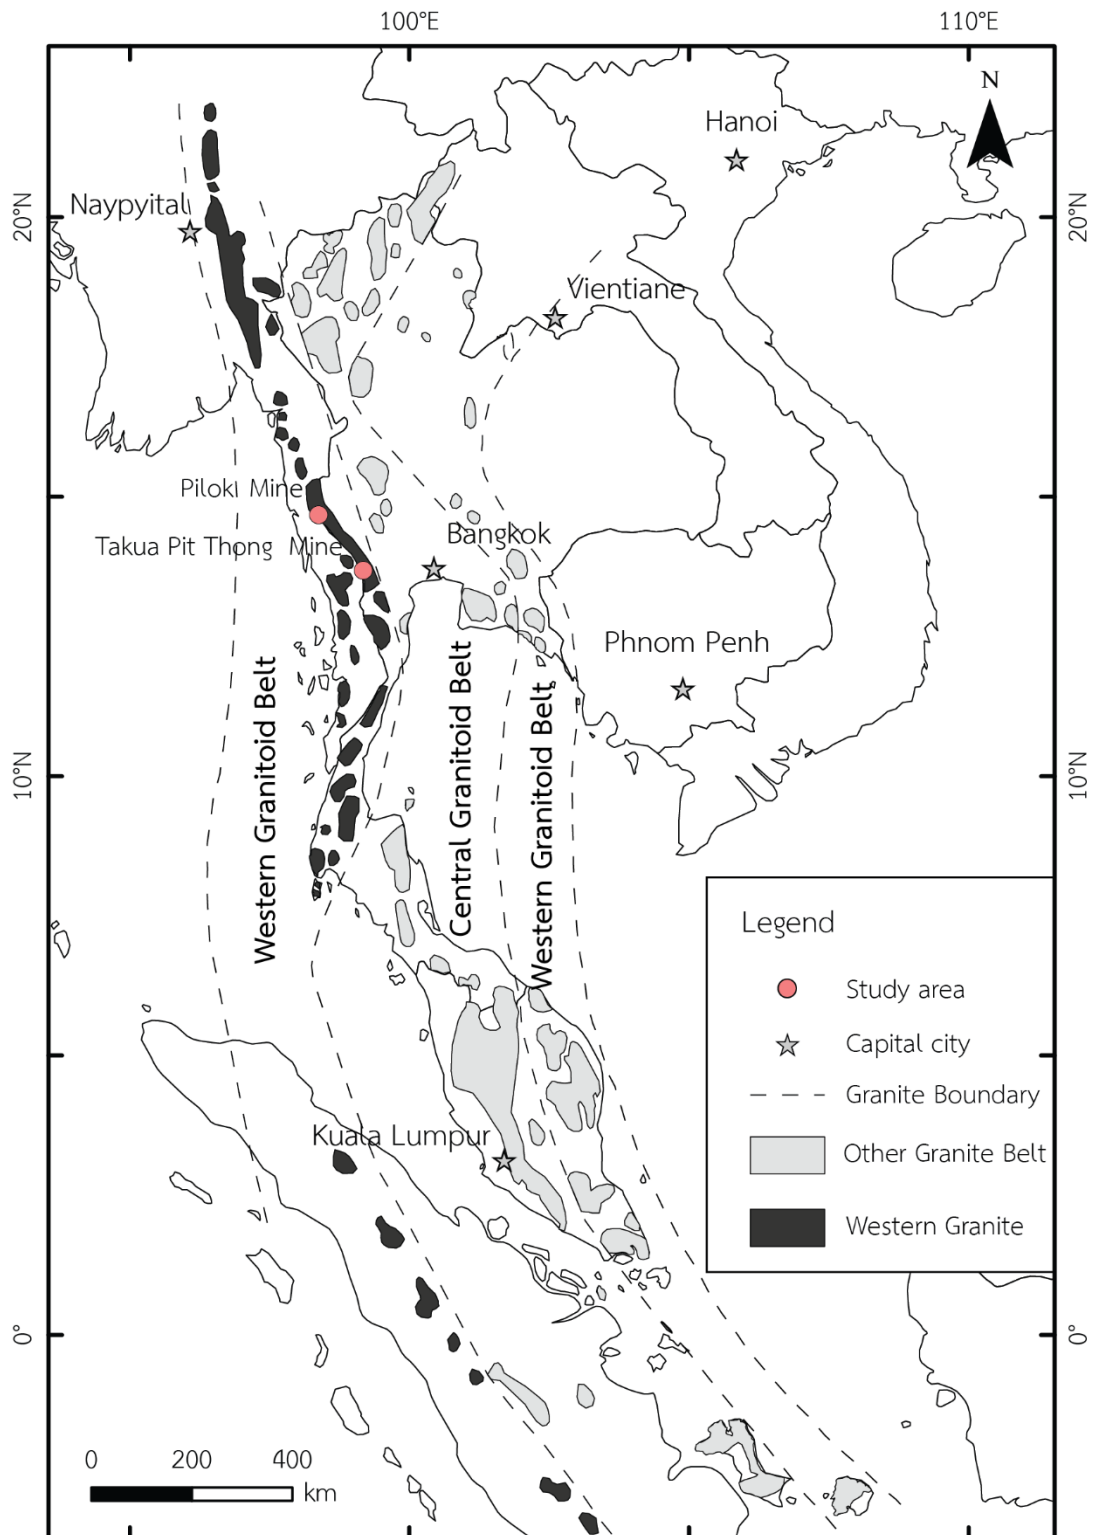 100°E
110°E
N
Hanoi
Naypyital
20°N
20°N
Vientiane
Piloki Mine
Bangkok
Takua Pit Thong Mine
Phnom Penh
Western Granitoid Belt
Central Granitoid Belt
Western Granitoid Belt
10°N
10°N
Legend
Study area
Capital city
Granite Boundary
Other Granite Belt
Western Granite
Kuala Lumpur
0°
0°
0 200 400
km